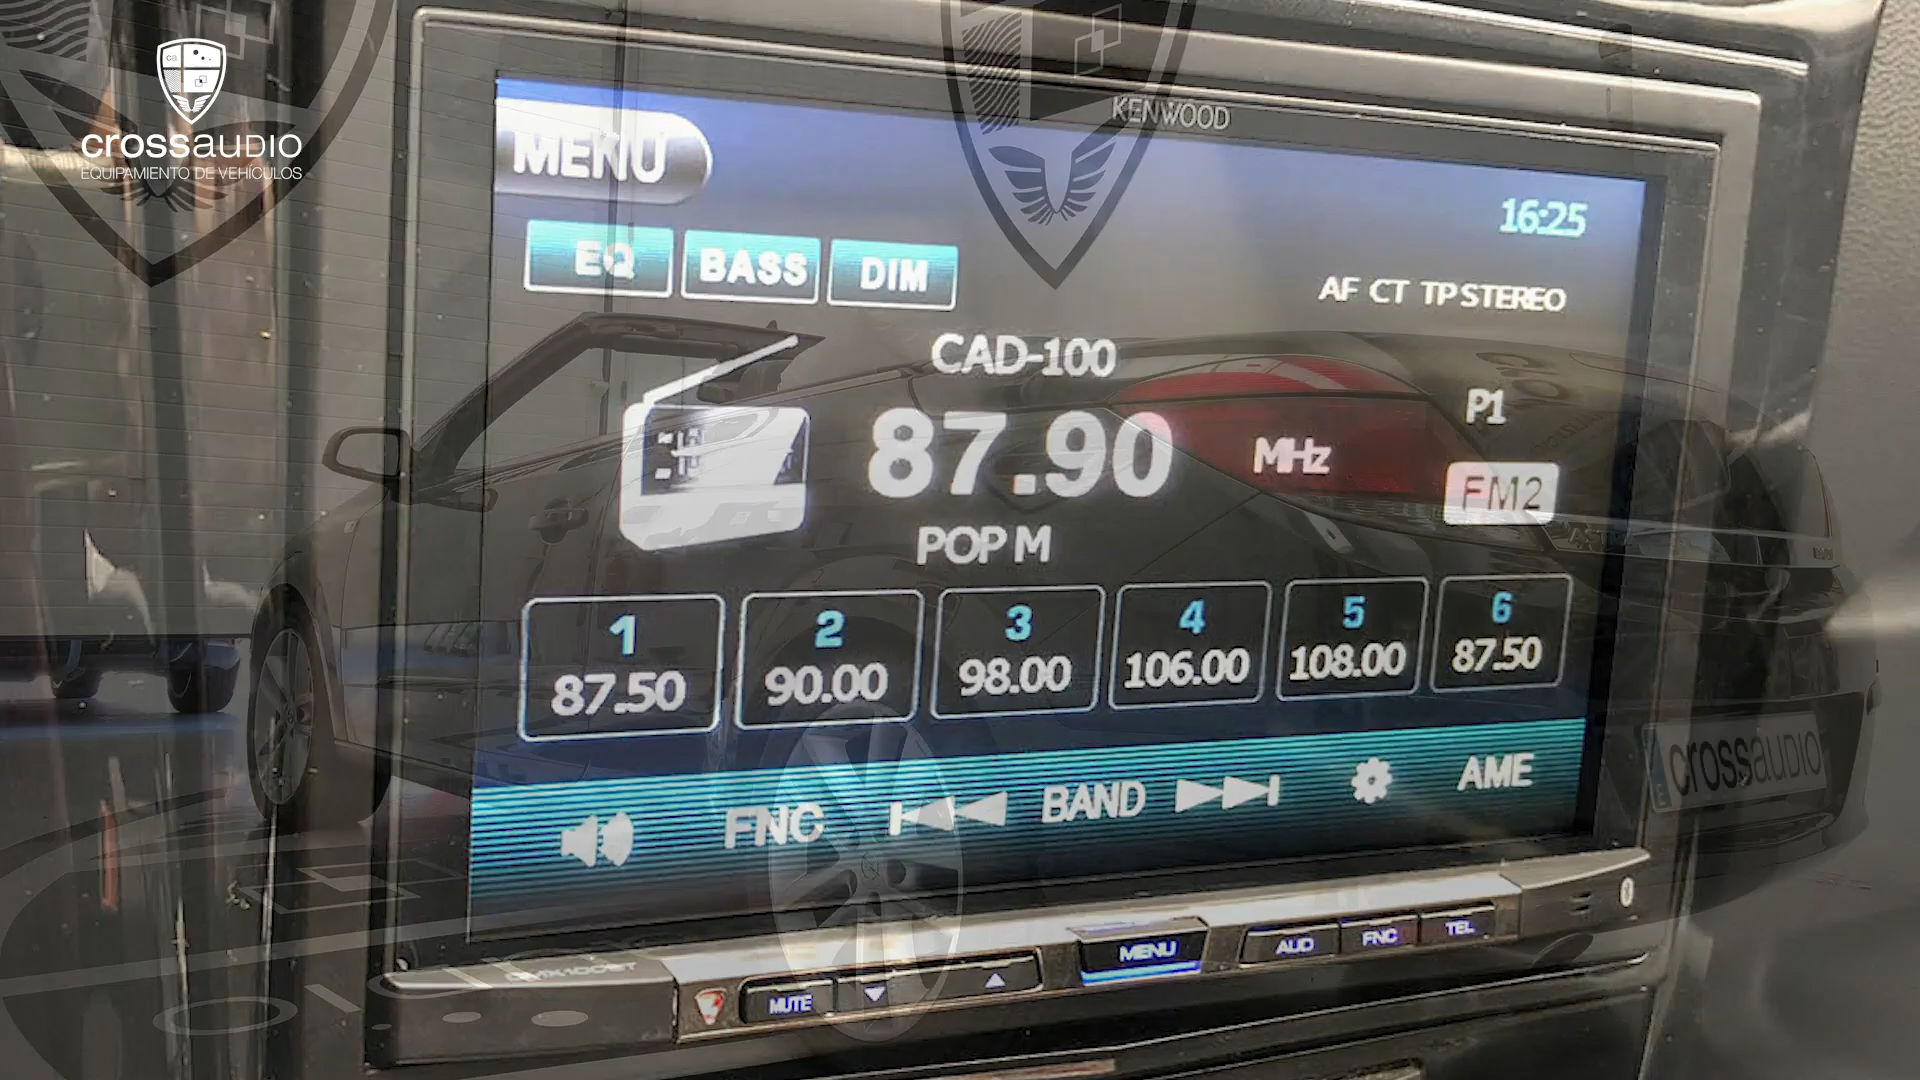 crossaudio
EQUIPAMIENTO DE VEHÍCULOS
KENWOOD
MENU
16:25
EQ BASS DIM
AF CT TP STEREO
CAD-100
P1
87.90 MHz
FM2
POP M
1 2 3 4 5 6
87.50 90.00 98.00 106.00 108.00 87.50
FNC BAND AME
crossaudio
MUTE MENU AUD FNC TEL